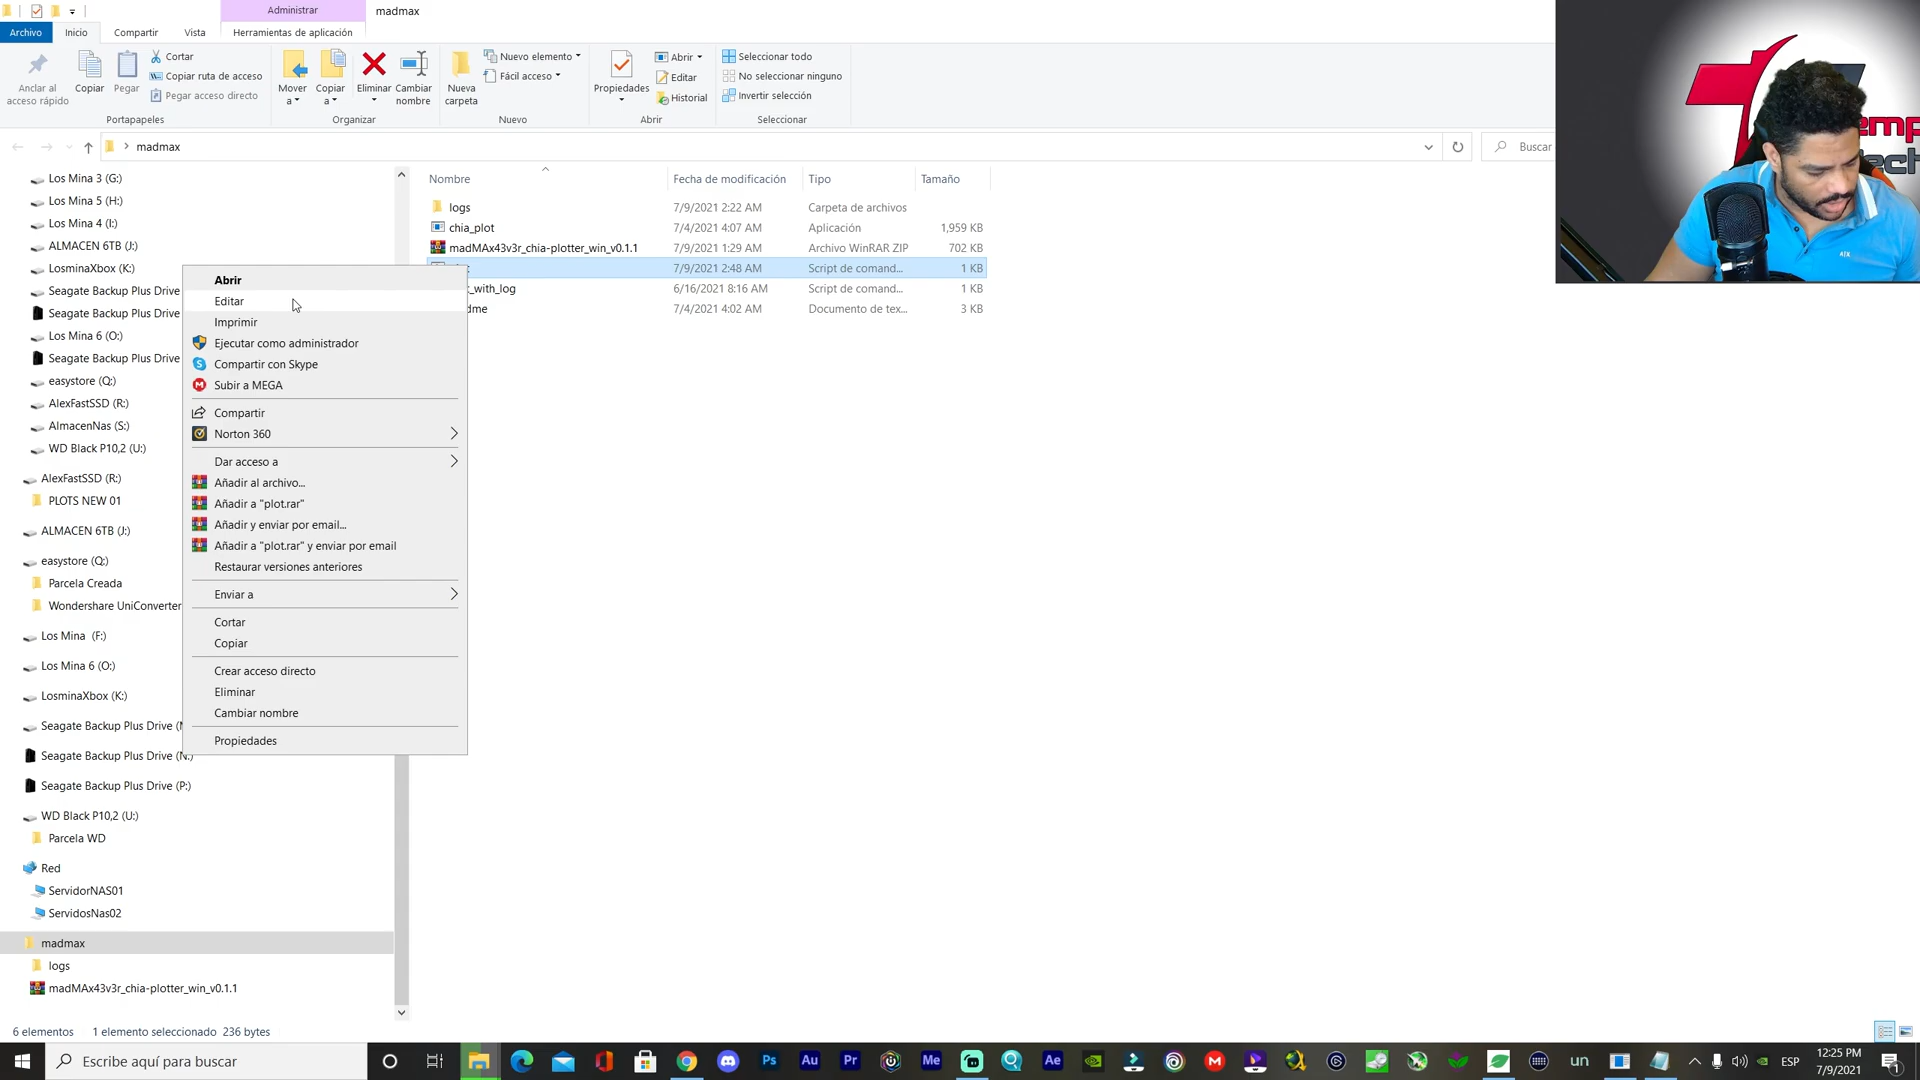 Administrar
madmax
Archivo
Inicio
Compartir
Vista
Herramientas de aplicación
Anclar al acceso rápido
Copiar
Pegar
Cortar
Copiar ruta de acceso
Pegar acceso directo
Portapapeles
Mover a
Copiar a
Eliminar
Cambiar nombre
Organizar
Nueva carpeta
Nuevo elemento
Fácil acceso
Nuevo
Propiedades
Abrir
Editar
Historial
Abrir
Seleccionar todo
No seleccionar ninguno
Invertir selección
Seleccionar
madmax
Buscar
Los Mina 3 (G:)
Los Mina 5 (H:)
Los Mina 4 (I:)
ALMACEN 6TB (J:)
LosminaXbox (K:)
Seagate Backup Plus Drive
Seagate Backup Plus Drive
Los Mina 6 (O:)
Seagate Backup Plus Drive
easystore (Q:)
AlexFastSSD (R:)
AlmacenNas (S:)
WD Black P10,2 (U:)
AlexFastSSD (R:)
PLOTS NEW 01
ALMACEN 6TB (J:)
easystore (Q:)
Parcela Creada
Wondershare UniConverter
Los Mina (F:)
Los Mina 6 (O:)
LosminaXbox (K:)
Seagate Backup Plus Drive
Seagate Backup Plus Drive (N:)
Seagate Backup Plus Drive (P:)
WD Black P10,2 (U:)
Parcela WD
Red
ServidorNAS01
ServidosNas02
madmax
logs
madMAx43v3r_chia-plotter_win_v0.1.1
Nombre Fecha de modificación Tipo Tamaño
logs 7/9/2021 2:22 AM Carpeta de archivos
chia_plot 7/4/2021 4:07 AM Aplicación 1,959 KB
madMAx43v3r_chia-plotter_win_v0.1.1 7/9/2021 1:29 AM Archivo WinRAR ZIP 702 KB
7/9/2021 2:48 AM Script de comand... 1 KB
_with_log 6/16/2021 8:16 AM Script de comand... 1 KB
dme 7/4/2021 4:02 AM Documento de tex... 3 KB
Abrir
Editar
Imprimir
Ejecutar como administrador
Compartir con Skype
Subir a MEGA
Compartir
Norton 360
Dar acceso a
Añadir al archivo...
Añadir a "plot.rar"
Añadir y enviar por email...
Añadir a "plot.rar" y enviar por email
Restaurar versiones anteriores
Enviar a
Cortar
Copiar
Crear acceso directo
Eliminar
Cambiar nombre
Propiedades
6 elementos 1 elemento seleccionado 236 bytes
Escribe aquí para buscar
Ps
Au
Pr
Me
Ae
un
ESP
12:25 PM
7/9/2021
1
emp
ech
AX